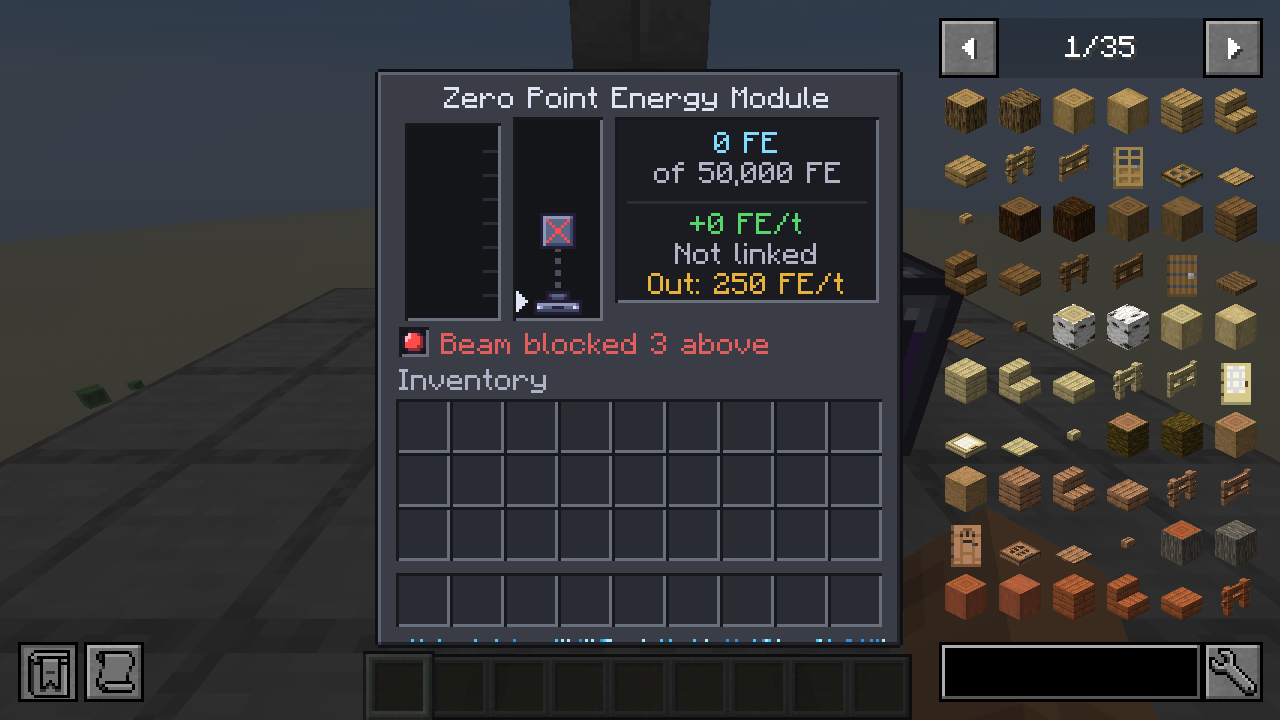 Zero Point Energy Module
0 FE
of 50,000 FE
+0 FE/t
Not linked
Out: 250 FE/t
Beam blocked 3 above
Inventory
1/35